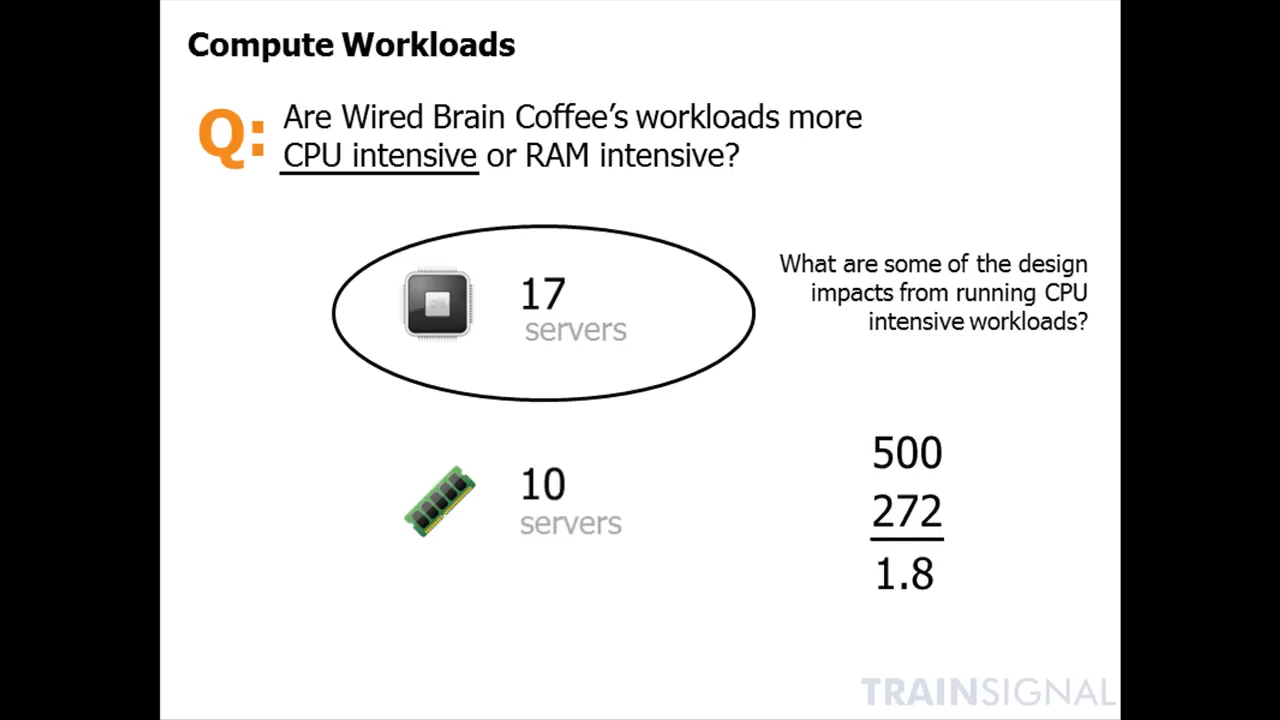 Compute Workloads
Q:
Are Wired Brain Coffee's workloads more
CPU intensive or RAM intensive?
17
servers
What are some of the design
impacts from running CPU
intensive workloads?
10
servers
500
272
1.8
TRAINSIGNAL